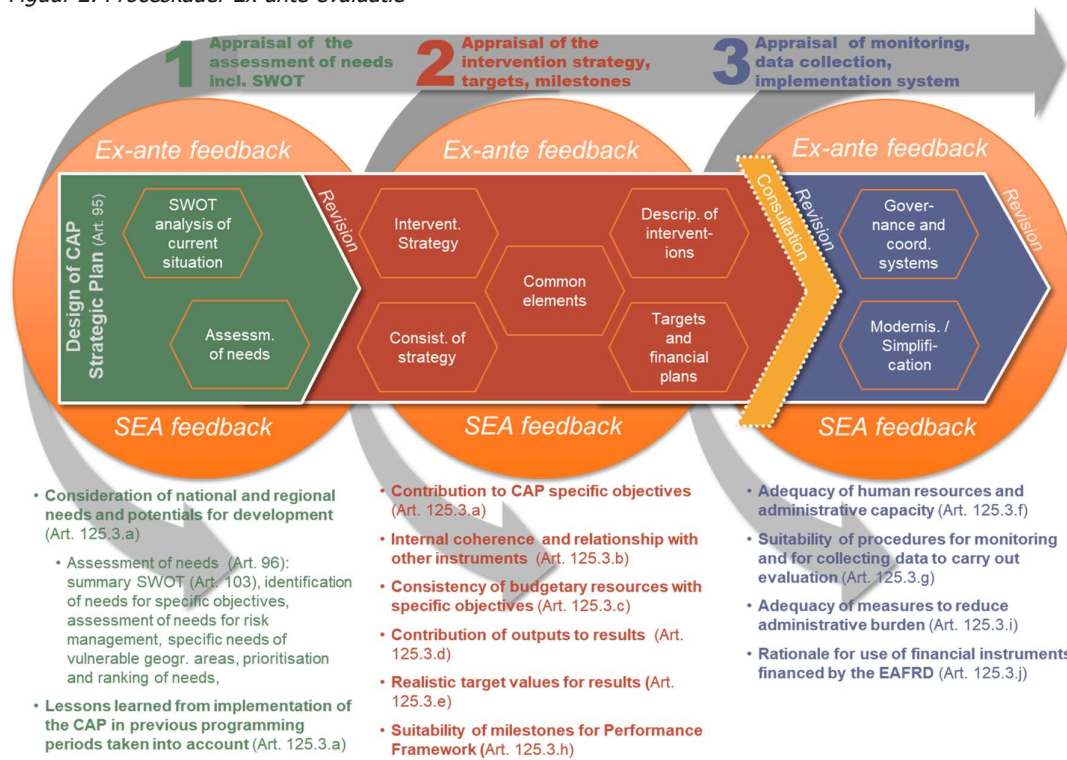 Figuur 2: Proceskader Ex-ante evaluatie
1 Appraisal of the
assessment of needs
incl. SWOT
2 Appraisal of the
intervention strategy,
targets, milestones
3 Appraisal of monitoring,
data collection,
implementation system
Ex-ante feedback
Ex-ante feedback
Ex-ante feedback
Design of CAP
Strategic Plan (Art. 95)
SWOT
analysis of
current
situation
Assessm.
of needs
Revision
Intervent.
Strategy
Consist. of
strategy
Common
elements
Descrip. of
intervent-
ions
Targets
and
financial
plans
Consultation
Revision
Gover-
nance and
coord.
systems
Modernis. /
Simplifi-
cation
Revision
SEA feedback
SEA feedback
SEA feedback
• Consideration of national and regional
needs and potentials for development
(Art. 125.3.a)
• Assessment of needs (Art. 96):
summary SWOT (Art. 103), identification
of needs for specific objectives,
assessment of needs for risk
management, specific needs of
vulnerable geogr. areas, prioritisation
and ranking of needs,
• Lessons learned from implementation of
the CAP in previous programming
periods taken into account (Art. 125.3.a)
• Contribution to CAP specific objectives
(Art. 125.3.a)
• Internal coherence and relationship with
other instruments (Art. 125.3.b)
• Consistency of budgetary resources with
specific objectives (Art. 125.3.c)
• Contribution of outputs to results (Art.
125.3.d)
• Realistic target values for results (Art.
125.3.e)
• Suitability of milestones for Performance
Framework (Art. 125.3.h)
• Adequacy of human resources and
administrative capacity (Art. 125.3.f)
• Suitability of procedures for monitoring
and for collecting data to carry out
evaluation (Art. 125.3.g)
• Adequacy of measures to reduce
administrative burden (Art. 125.3.i)
• Rationale for use of financial instruments
financed by the EAFRD (Art. 125.3.j)